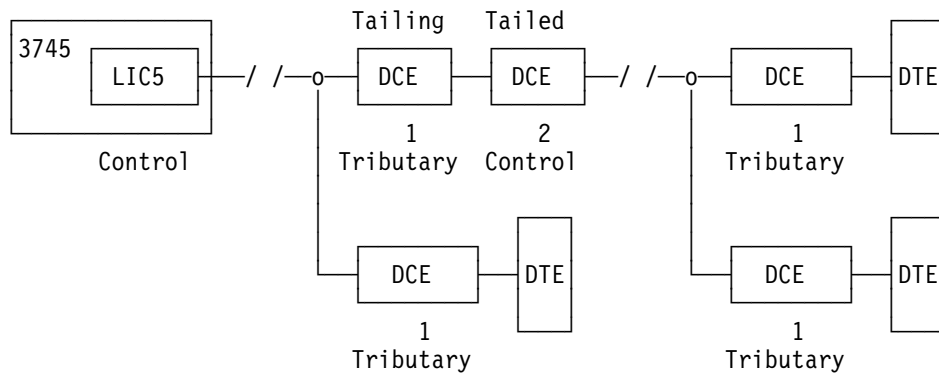 Tailing Tailed
3745
LIC5 / / o DCE DCE / / o DCE DTE
1 2 1
Control Tributary Control Tributary
DCE DTE DCE DTE
1 1
Tributary Tributary